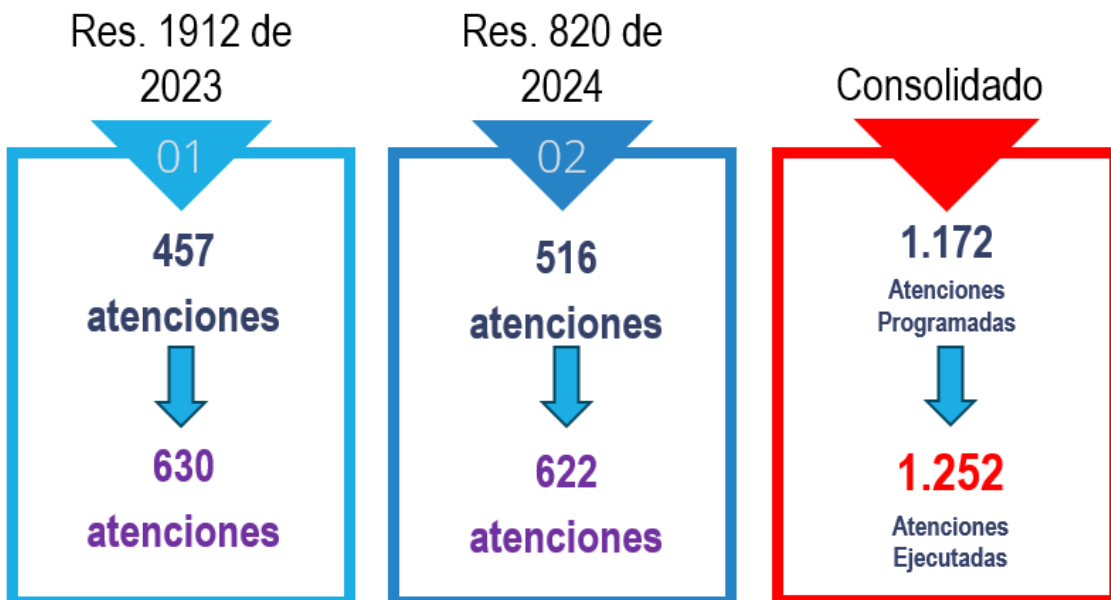 Res. 1912 de
2023
01
457
atenciones
630
atenciones
Res. 820 de
2024
02
516
atenciones
622
atenciones
Consolidado
1.172
Atenciones
Programadas
1.252
Atenciones
Ejecutadas